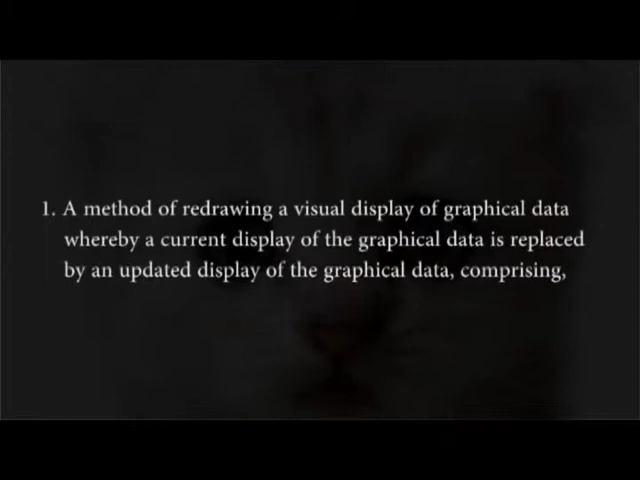 1. A method of redrawing a visual display of graphical data
whereby a current display of the graphical data is replaced
by an updated display of the graphical data, comprising,